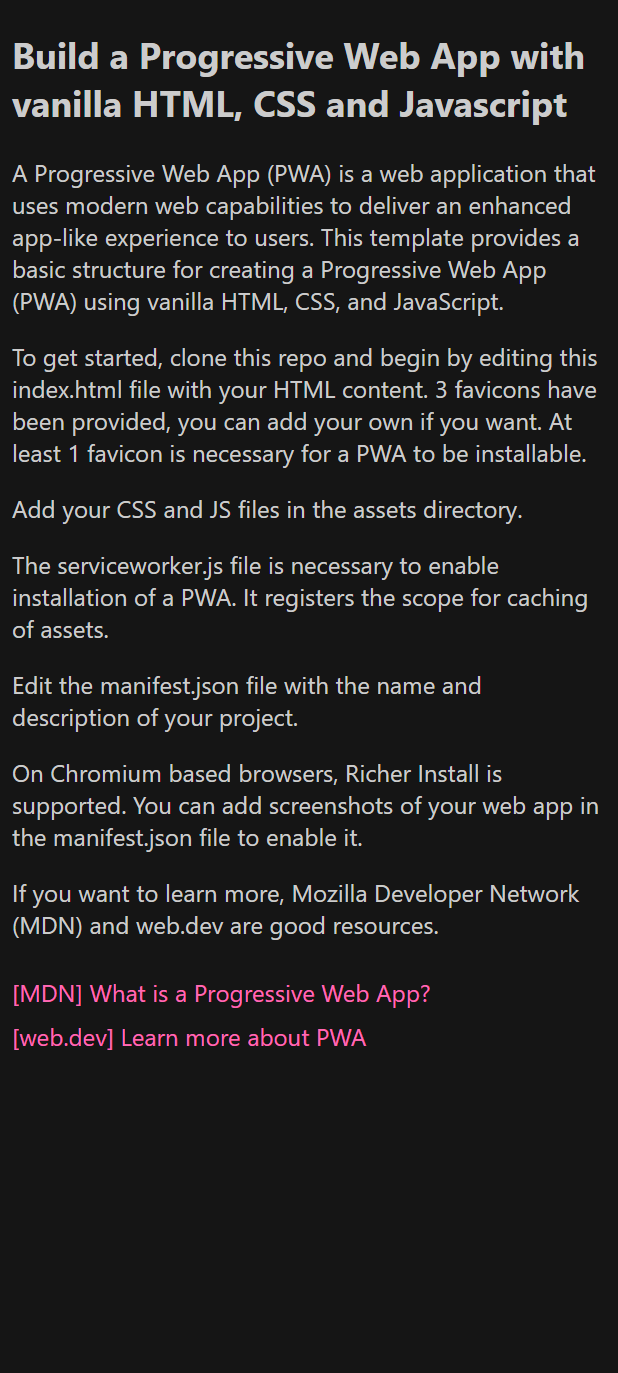 Build a Progressive Web App with
vanilla HTML, CSS and Javascript
A Progressive Web App (PWA) is a web application that
uses modern web capabilities to deliver an enhanced
app-like experience to users. This template provides a
basic structure for creating a Progressive Web App
(PWA) using vanilla HTML, CSS, and JavaScript.
To get started, clone this repo and begin by editing this
index.html file with your HTML content. 3 favicons have
been provided, you can add your own if you want. At
least 1 favicon is necessary for a PWA to be installable.
Add your CSS and JS files in the assets directory.
The serviceworker.js file is necessary to enable
installation of a PWA. It registers the scope for caching
of assets.
Edit the manifest.json file with the name and
description of your project.
On Chromium based browsers, Richer Install is
supported. You can add screenshots of your web app in
the manifest.json file to enable it.
If you want to learn more, Mozilla Developer Network
(MDN) and web.dev are good resources.
[MDN] What is a Progressive Web App?
[web.dev] Learn more about PWA